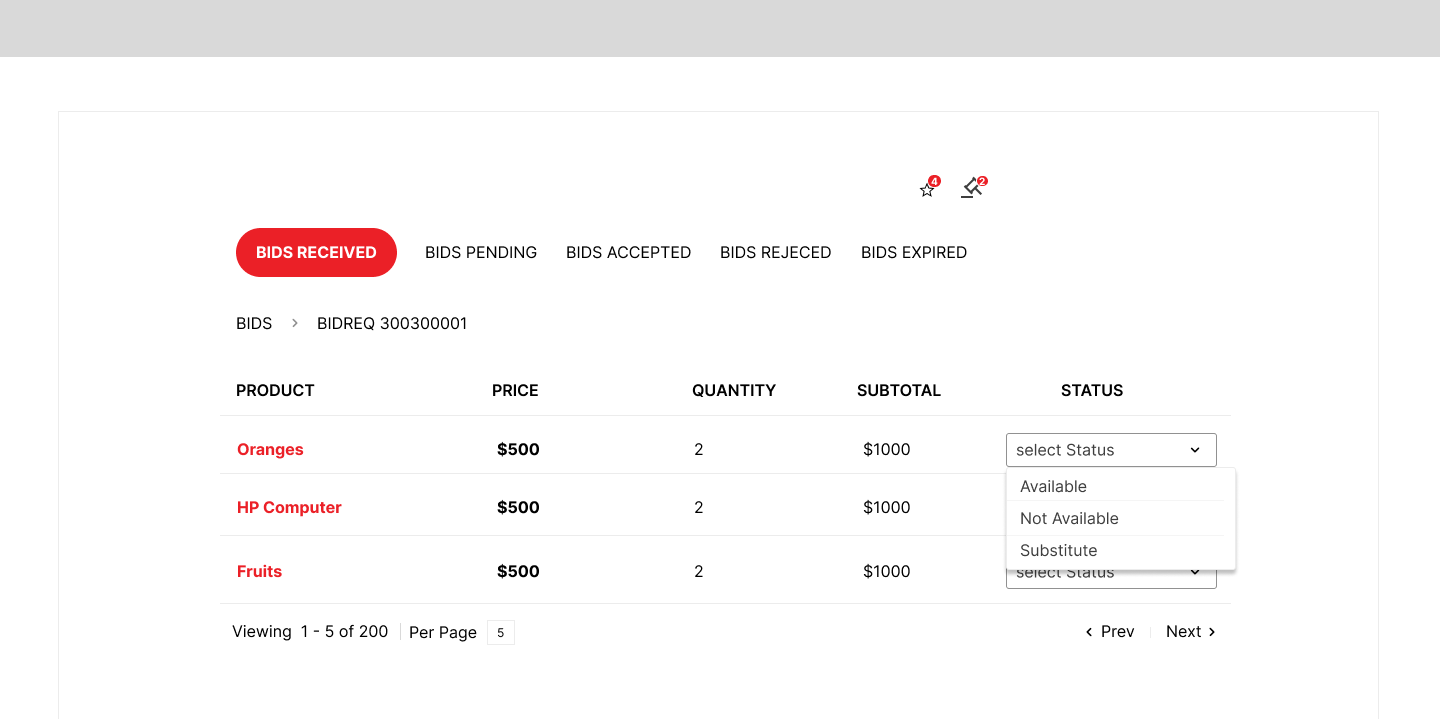 4 2
BIDS RECEIVED BIDS PENDING BIDS ACCEPTED BIDS REJECED BIDS EXPIRED
BIDS > BIDREQ 300300001
PRODUCT PRICE QUANTITY SUBTOTAL STATUS
Oranges $500 2 $1000 select Status
Available
HP Computer $500 2 $1000
Not Available
Substitute
Fruits $500 2 $1000 select Status
Viewing 1 - 5 of 200 Per Page 5 Prev Next